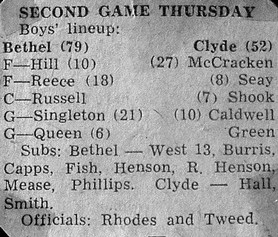 SECOND GAME THURSDAY
Boys' lineup:
Bethel (79) Clyde (52)
F—Hill (10) (27) McCracken
F—Reece (18) (8) Seay
C—Russell (7) Shook
G—Singleton (21) (10) Caldwell
G—Queen (6) Green
Subs: Bethel — West 13, Burris,
Capps, Fish, Henson, R. Henson,
Mease, Phillips. Clyde — Hall,
Smith.
Officials: Rhodes and Tweed.